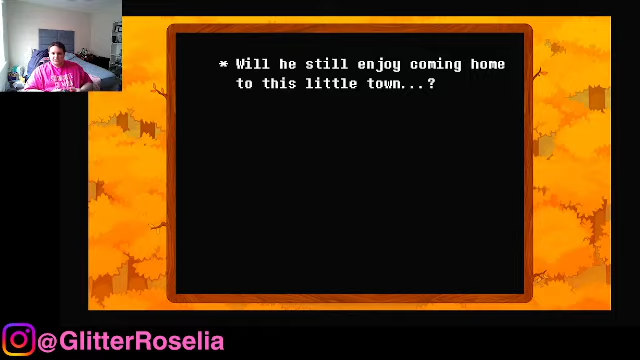 * Will he still enjoy coming home
to this little town...?
@GlitterRoselia